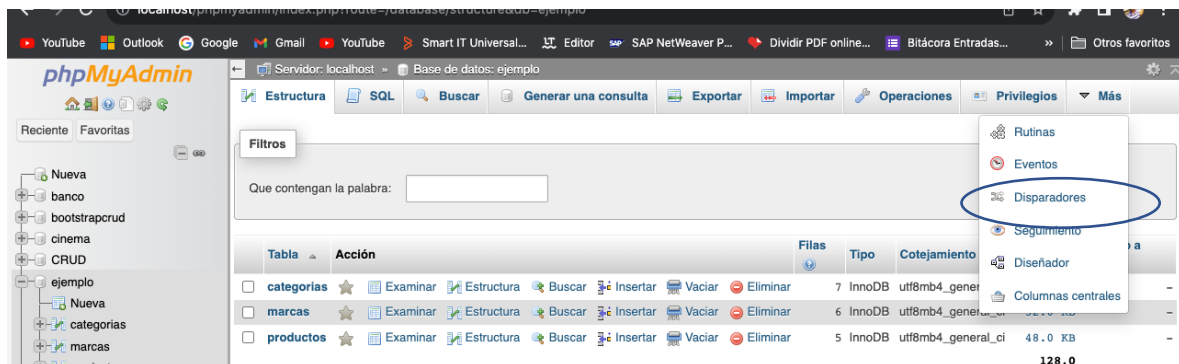 localhost/phpmyadmin/index.php?route=/database/structure&db=ejemplo
YouTube Outlook Google Gmail YouTube Smart IT Universal... Editor SAP NetWeaver P... Dividir PDF online... Bitácora Entradas... » Otros favoritos
phpMyAdmin
Servidor: localhost » Base de datos: ejemplo
Estructura SQL Buscar Generar una consulta Exportar Importar Operaciones Privilegios Más
Reciente Favoritas
Rutinas
Eventos
Disparadores
Seguimiento
Diseñador
Columnas centrales
Nueva
banco
bootstrapcrud
cinema
CRUD
ejemplo
Nueva
categorias
marcas
Filtros
Que contengan la palabra:
Tabla Acción Filas Tipo Cotejamiento a
categorias Examinar Estructura Buscar Insertar Vaciar Eliminar 7 InnoDB utf8mb4_gener -
marcas Examinar Estructura Buscar Insertar Vaciar Eliminar 6 InnoDB utf8mb4_general_ci 32.0 KB -
productos Examinar Estructura Buscar Insertar Vaciar Eliminar 5 InnoDB utf8mb4_general_ci 48.0 KB -
128.0